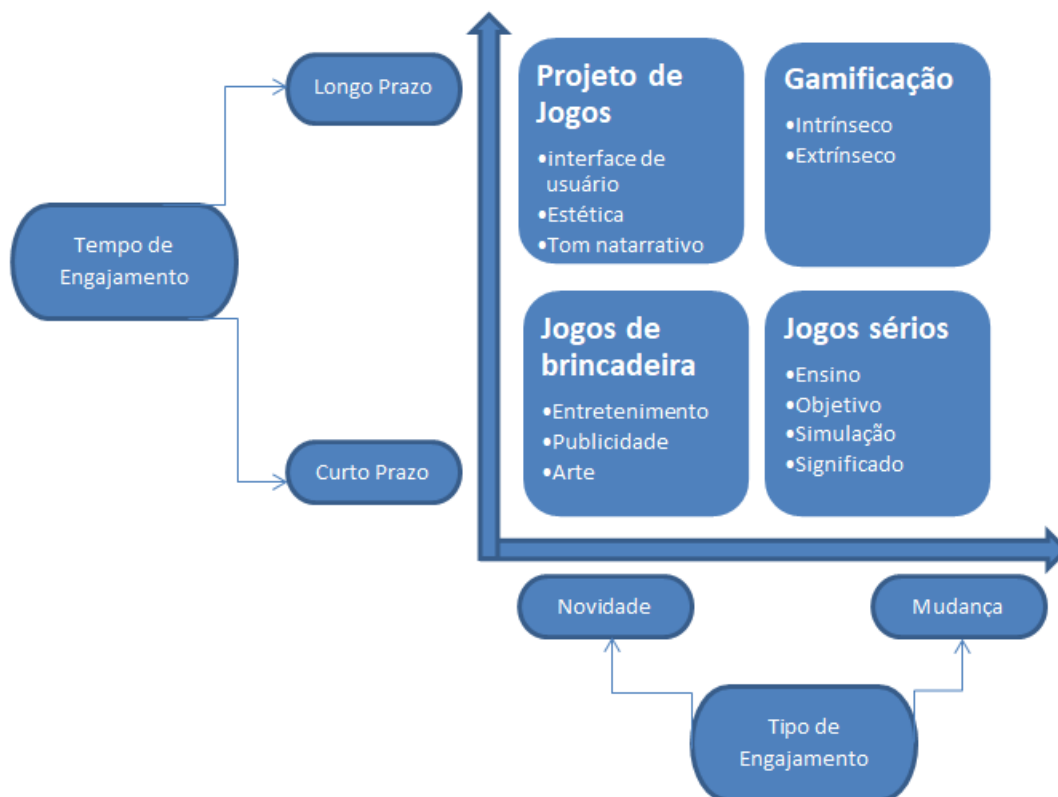 Longo Prazo
Tempo de
Engajamento
Curto Prazo
Projeto de
Jogos
•interface de
usuário
•Estética
•Tom natarrativo
Gamificação
•Intrínseco
•Extrínseco
Jogos de
brincadeira
•Entretenimento
•Publicidade
•Arte
Jogos sérios
•Ensino
•Objetivo
•Simulação
•Significado
Novidade
Mudança
Tipo de
Engajamento